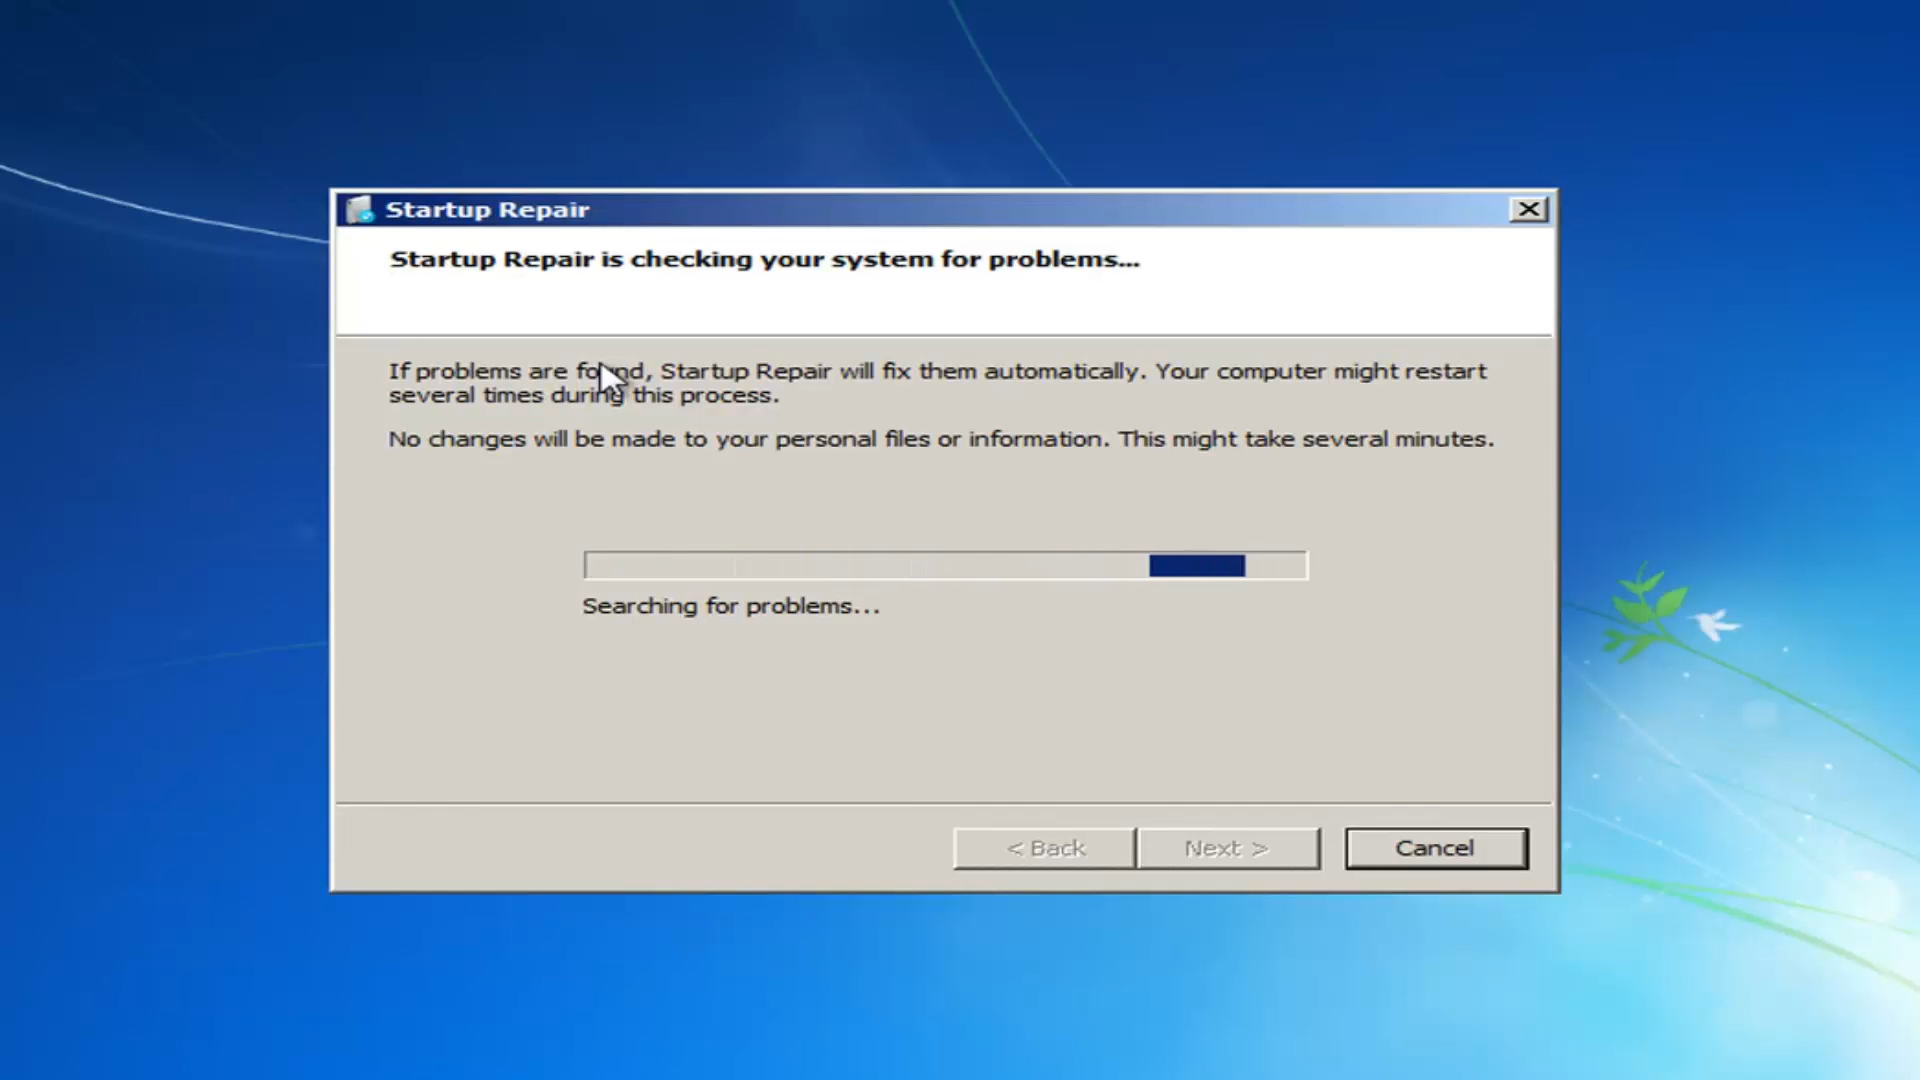 Startup Repair
Startup Repair is checking your system for problems...
If problems are found, Startup Repair will fix them automatically. Your computer might restart
several times during this process.
No changes will be made to your personal files or information. This might take several minutes.
Searching for problems...
< Back
Next >
Cancel